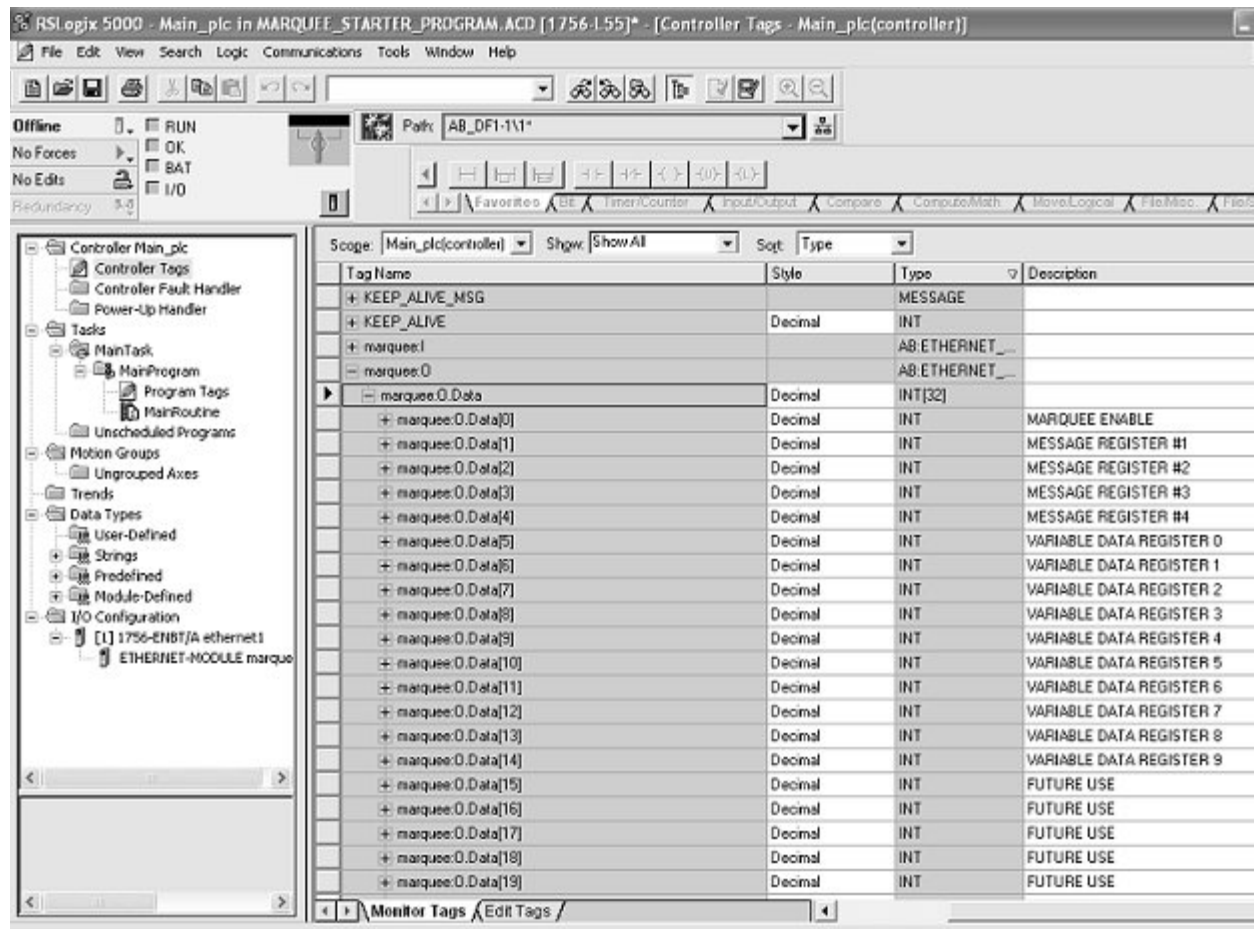 RSLogix 5000 - Main_plc in MARQUEE_STARTER_PROGRAM.ACD [1756-L55]* - [Controller Tags - Main_plc(controller)]
File Edit View Search Logic Communications Tools Window Help
Offline
RUN
No Forces
OK
No Edits
BAT
Redundancy
I/O
Path: AB_DF1-1\1*
Favorites Bit Timer/Counter Input/Output Compare Compute/Math Move/Logical File/Misc.
Controller Main_plc
Controller Tags
Controller Fault Handler
Power-Up Handler
Tasks
MainTask
MainProgram
Program Tags
MainRoutine
Unscheduled Programs
Motion Groups
Ungrouped Axes
Trends
Data Types
User-Defined
Strings
Predefined
Module-Defined
I/O Configuration
[1] 1756-ENBT/A ethernet1
ETHERNET-MODULE marque
Scope: Main_plc(controller) Show: Show All Sort: Type
Tag Name Style Type Description
KEEP_ALIVE_MSG MESSAGE
KEEP_ALIVE Decimal INT
marquee:I AB:ETHERNET_...
marquee:O AB:ETHERNET_...
marquee:O.Data Decimal INT[32]
marquee:O.Data[0] Decimal INT MARQUEE ENABLE
marquee:O.Data[1] Decimal INT MESSAGE REGISTER #1
marquee:O.Data[2] Decimal INT MESSAGE REGISTER #2
marquee:O.Data[3] Decimal INT MESSAGE REGISTER #3
marquee:O.Data[4] Decimal INT MESSAGE REGISTER #4
marquee:O.Data[5] Decimal INT VARIABLE DATA REGISTER 0
marquee:O.Data[6] Decimal INT VARIABLE DATA REGISTER 1
marquee:O.Data[7] Decimal INT VARIABLE DATA REGISTER 2
marquee:O.Data[8] Decimal INT VARIABLE DATA REGISTER 3
marquee:O.Data[9] Decimal INT VARIABLE DATA REGISTER 4
marquee:O.Data[10] Decimal INT VARIABLE DATA REGISTER 5
marquee:O.Data[11] Decimal INT VARIABLE DATA REGISTER 6
marquee:O.Data[12] Decimal INT VARIABLE DATA REGISTER 7
marquee:O.Data[13] Decimal INT VARIABLE DATA REGISTER 8
marquee:O.Data[14] Decimal INT VARIABLE DATA REGISTER 9
marquee:O.Data[15] Decimal INT FUTURE USE
marquee:O.Data[16] Decimal INT FUTURE USE
marquee:O.Data[17] Decimal INT FUTURE USE
marquee:O.Data[18] Decimal INT FUTURE USE
marquee:O.Data[19] Decimal INT FUTURE USE
Monitor Tags Edit Tags